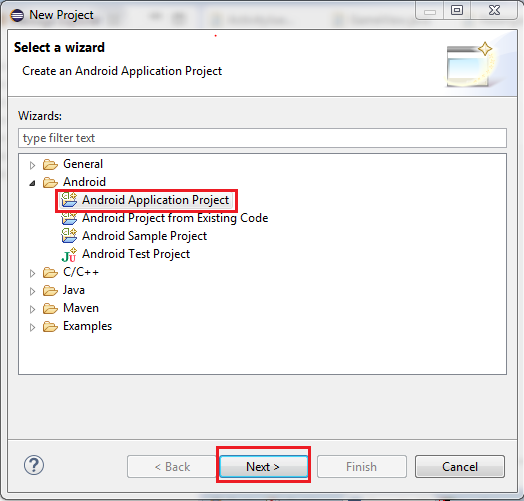 New Project
Select a wizard
Create an Android Application Project
Wizards:
type filter text
General
Android
Android Application Project
Android Project from Existing Code
Android Sample Project
Android Test Project
C/C++
Java
Maven
Examples
< Back
Next >
Finish
Cancel